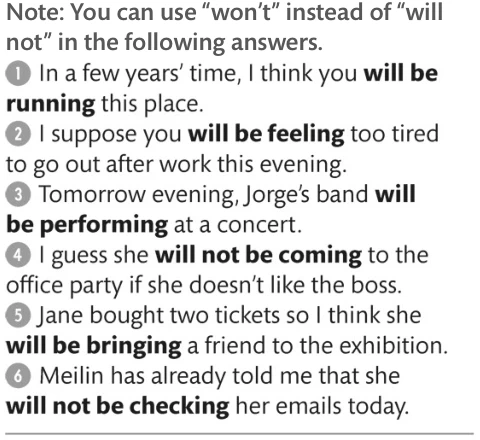 Note: You can use “won’t” instead of “will
not” in the following answers.
1 In a few years’ time, I think you will be
running this place.
2 I suppose you will be feeling too tired
to go out after work this evening.
3 Tomorrow evening, Jorge’s band will
be performing at a concert.
4 I guess she will not be coming to the
office party if she doesn’t like the boss.
5 Jane bought two tickets so I think she
will be bringing a friend to the exhibition.
6 Meilin has already told me that she
will not be checking her emails today.